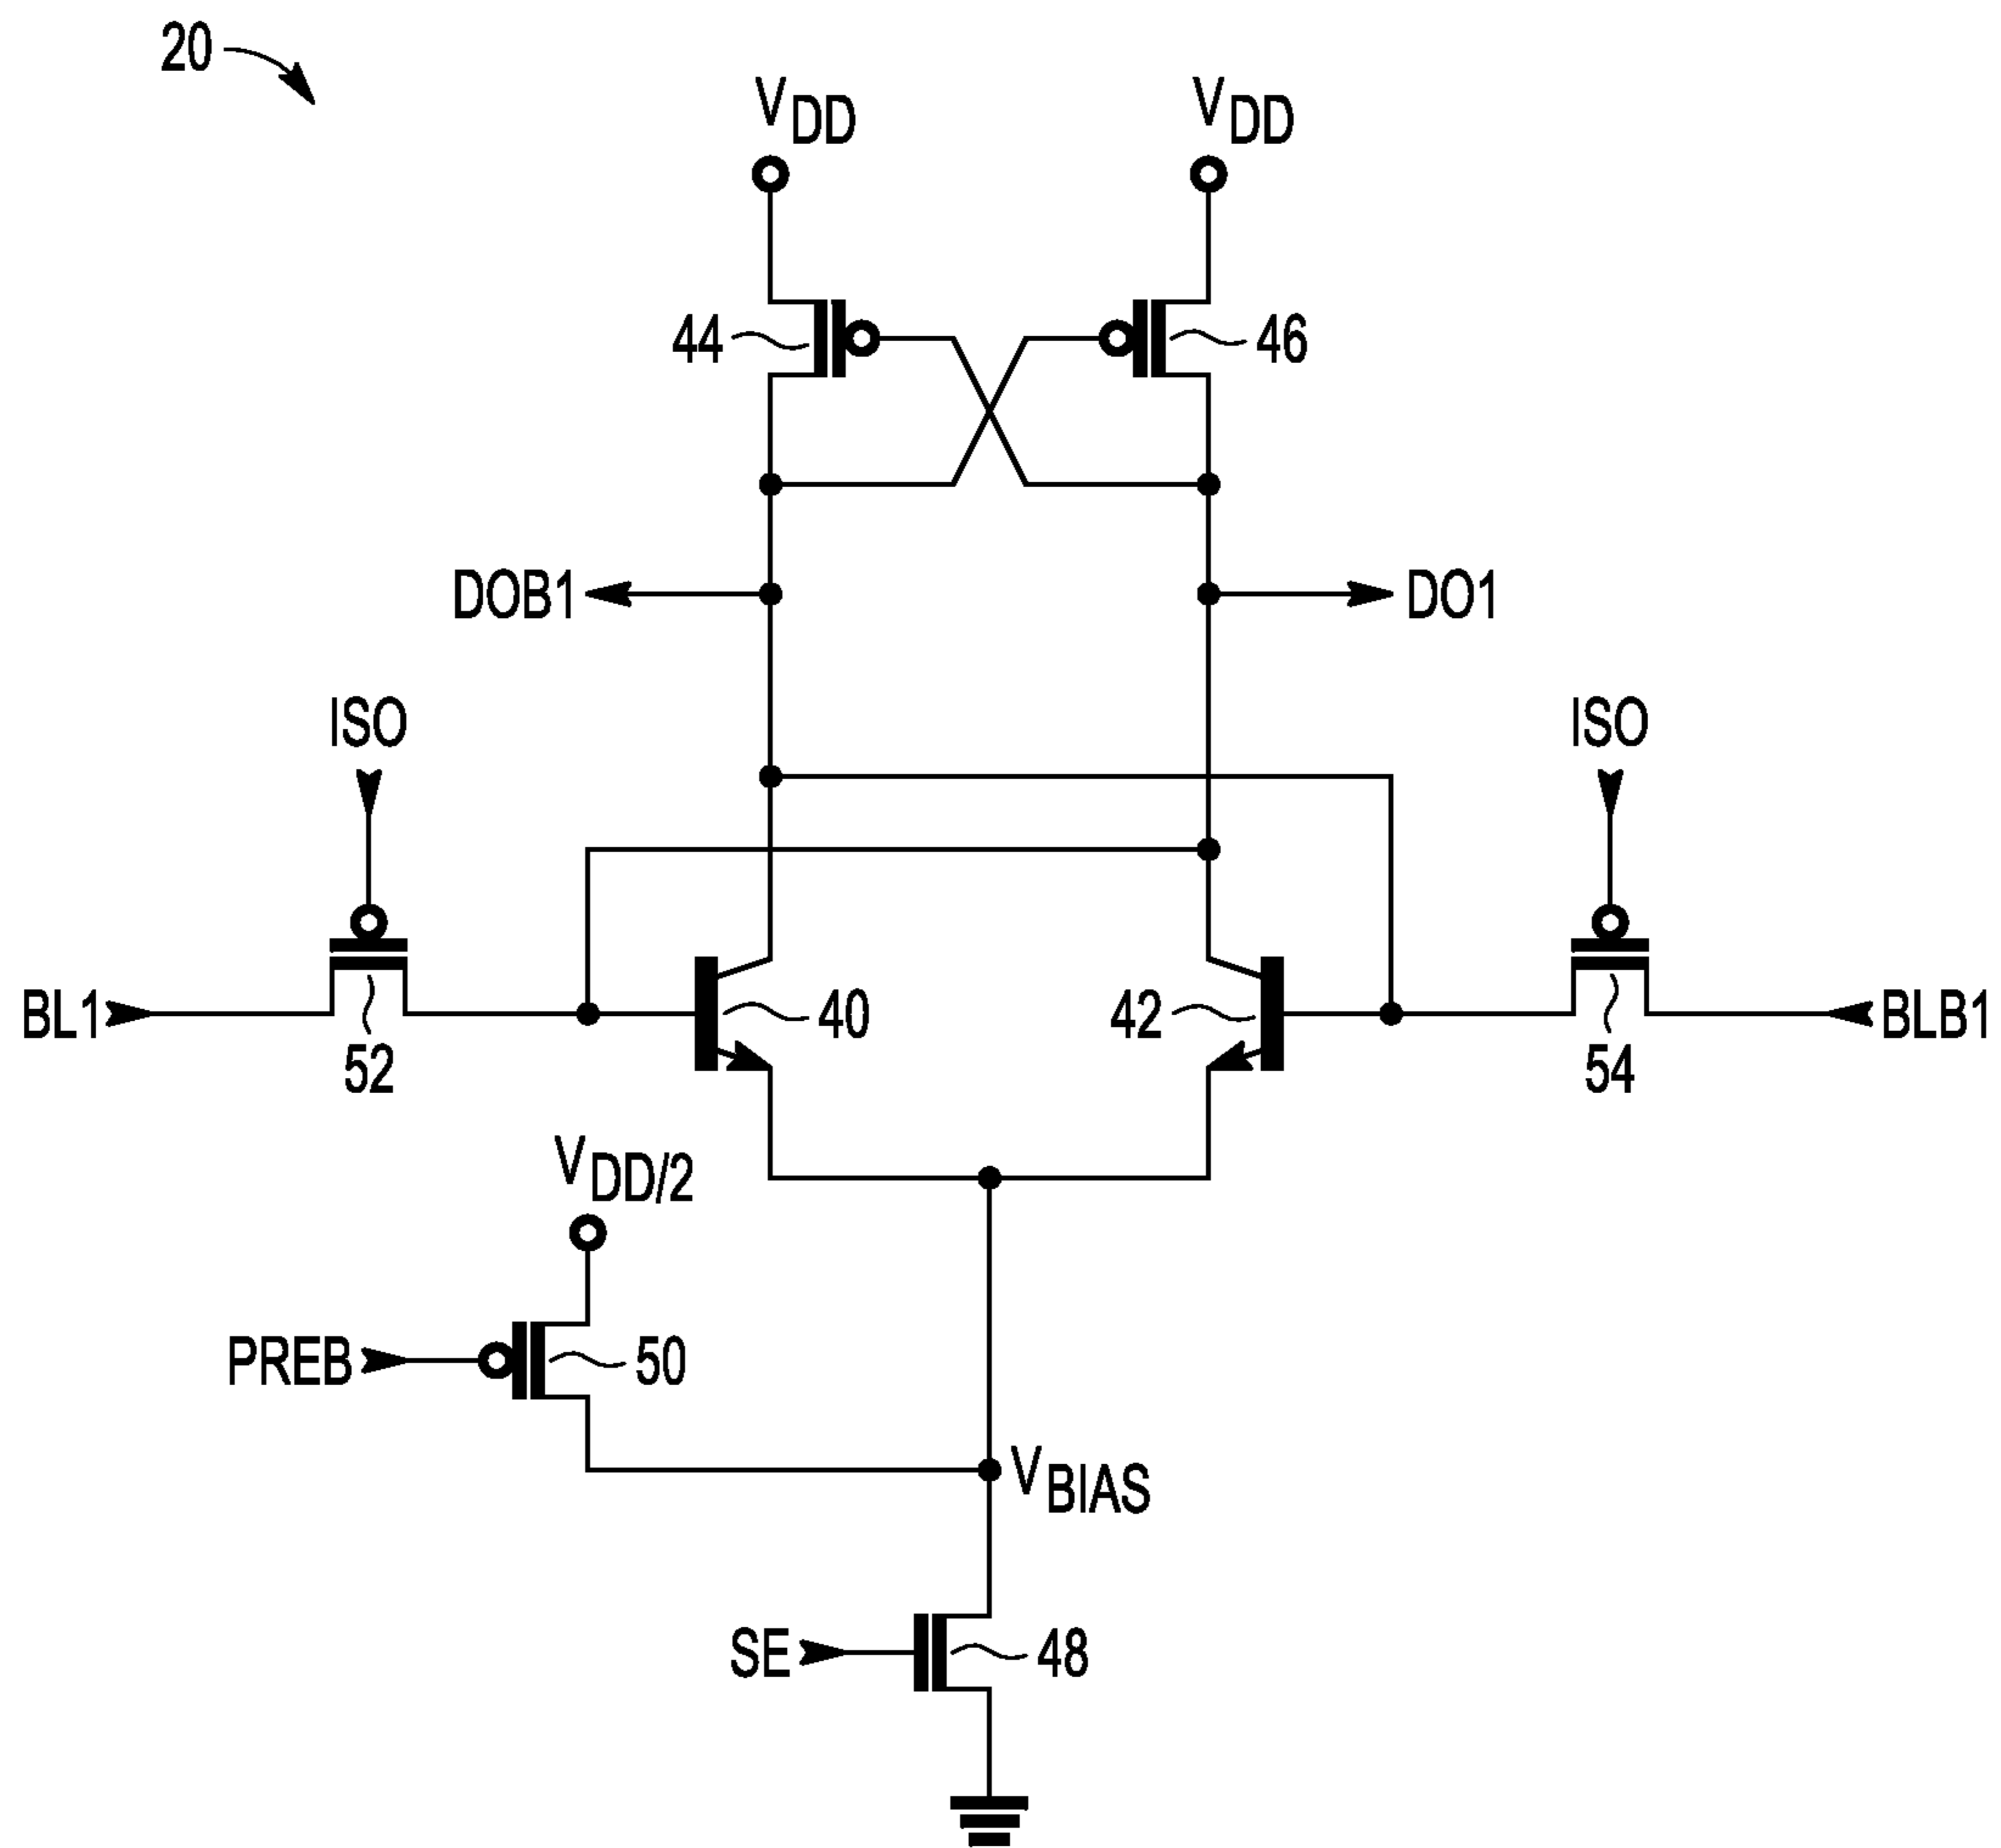 20
VDD VDD
44 46
DOB1 DO1
ISO ISO
BL1 40 42 BLB1
52 54
VDD/2
PREB 50
VBIAS
SE 48